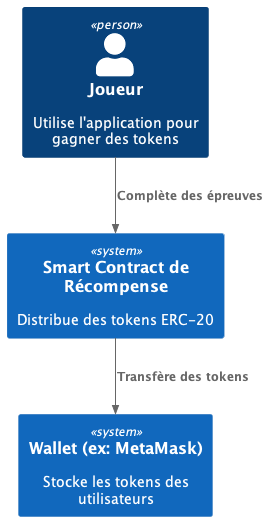 «person»
Joueur
Utilise l'application pour
gagner des tokens
Complète des épreuves
«system»
Smart Contract de
Récompense
Distribue des tokens ERC-20
Transfère des tokens
«system»
Wallet (ex: MetaMask)
Stocke les tokens des
utilisateurs